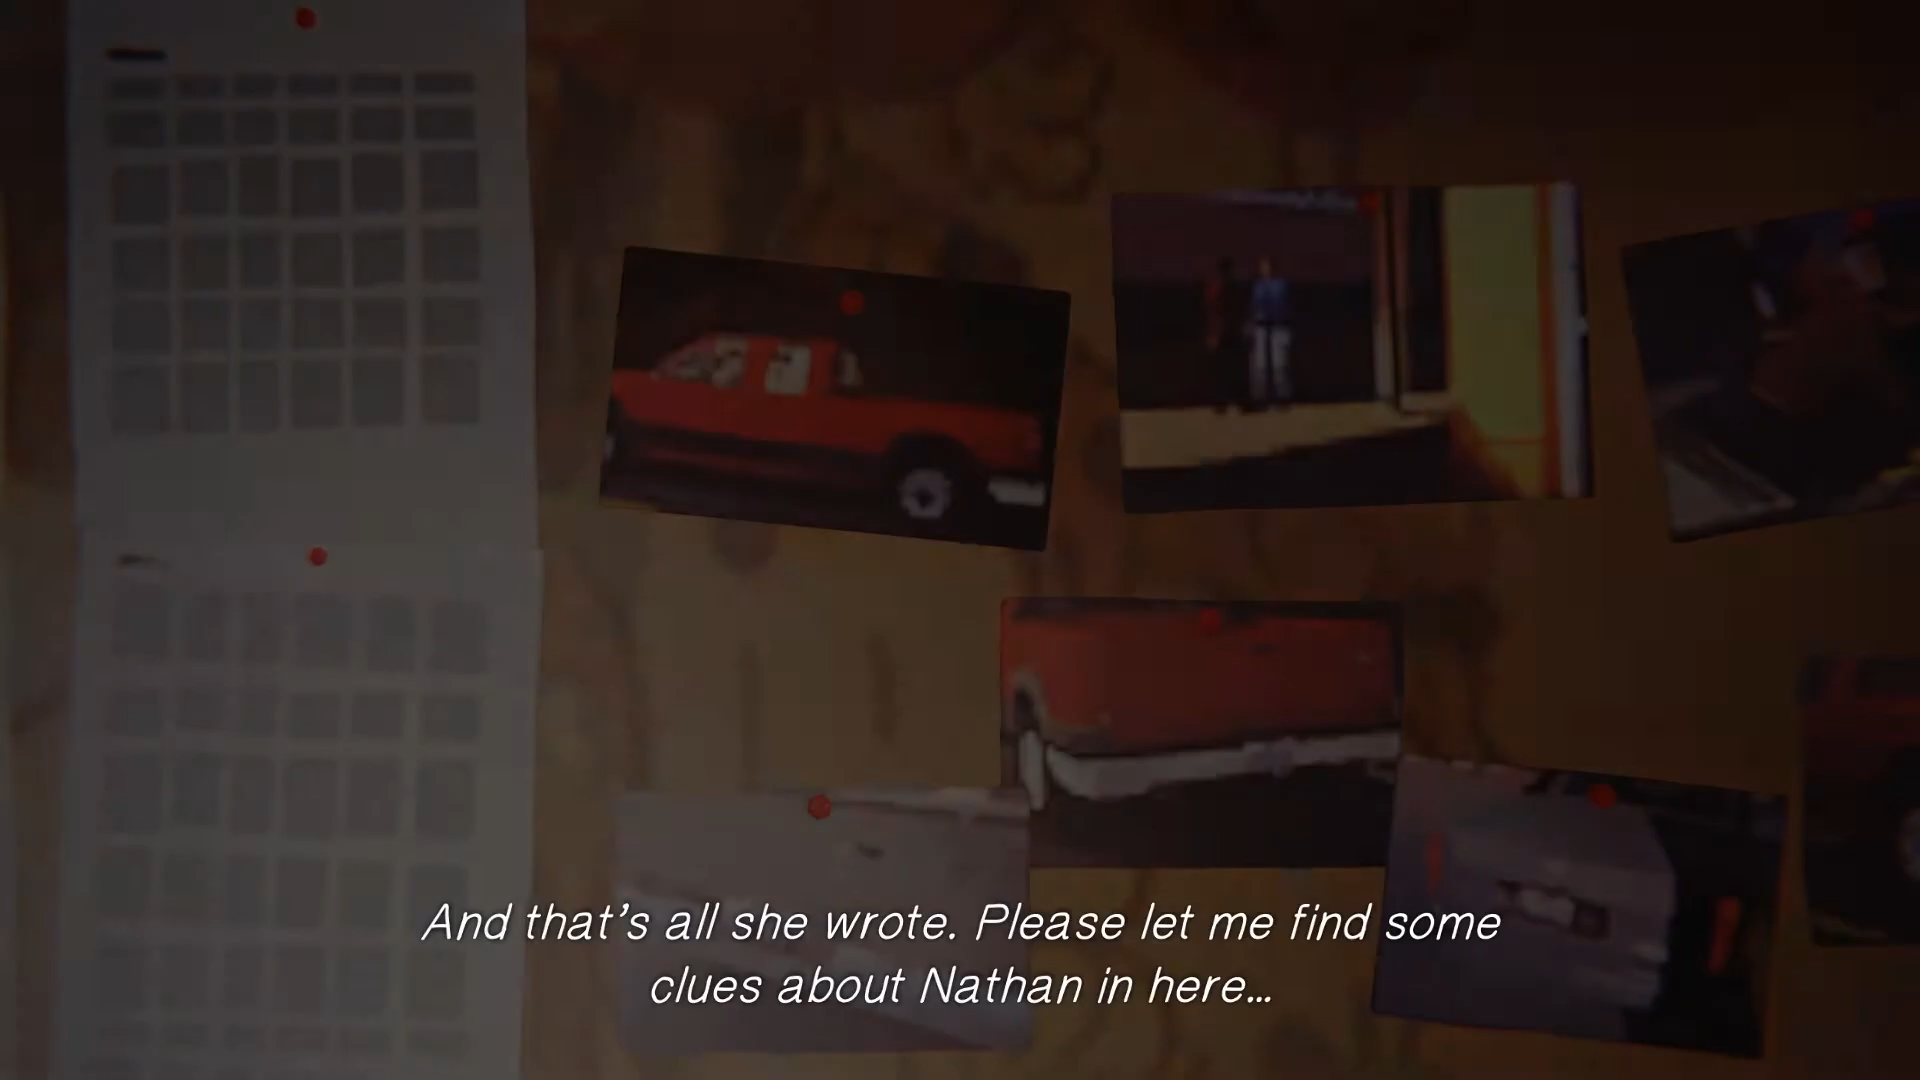 And that's all she wrote. Please let me find some
clues about Nathan in here...